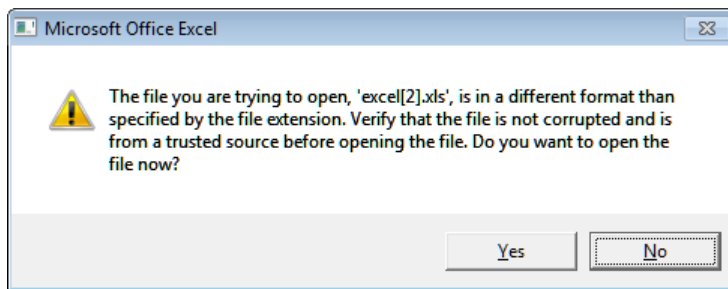 Microsoft Office Excel
The file you are trying to open, 'excel[2].xls', is in a different format than
specified by the file extension. Verify that the file is not corrupted and is
from a trusted source before opening the file. Do you want to open the
file now?
Yes
No